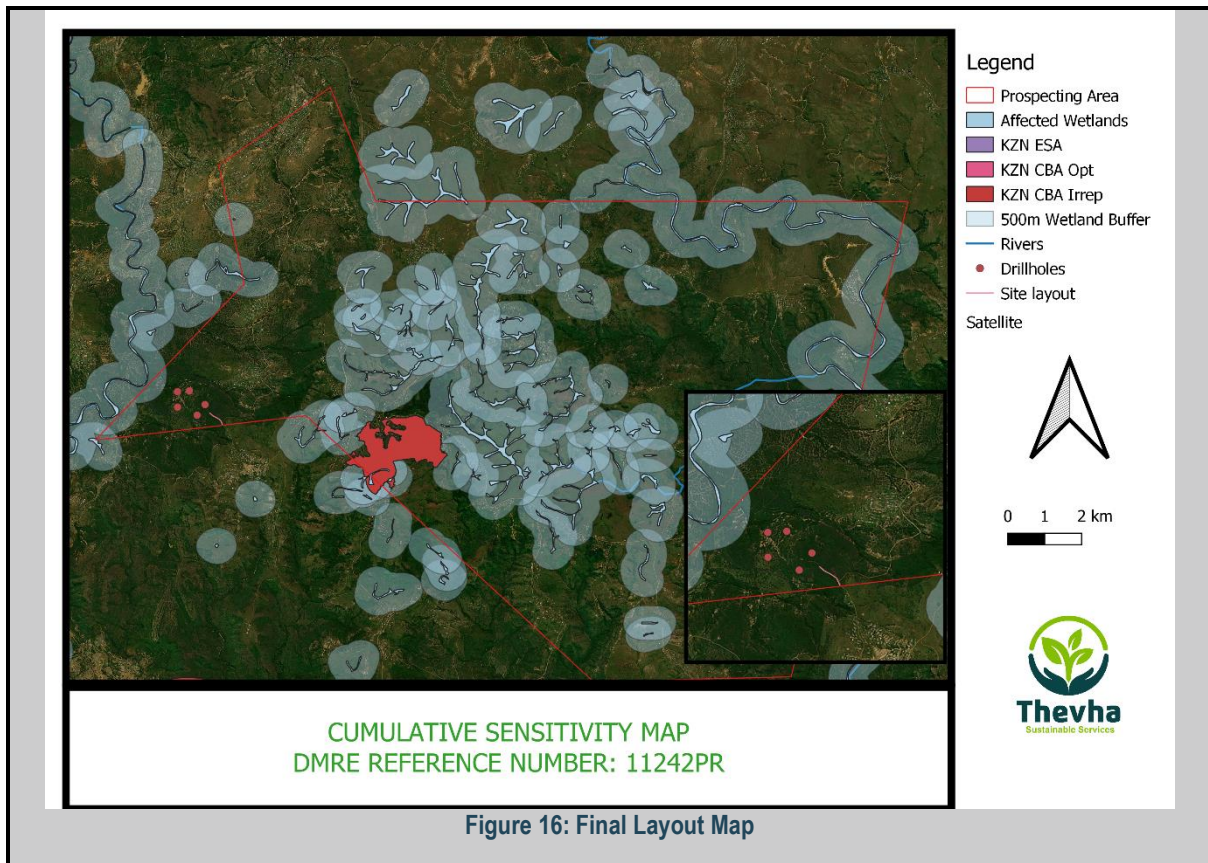 Legend
Prospecting Area
Affected Wetlands
KZN ESA
KZN CBA Opt
KZN CBA Irrep
500m Wetland Buffer
Rivers
Drillholes
Site layout
Satellite
0 1 2 km
Thevha
Sustainable Services
CUMULATIVE SENSITIVITY MAP
DMRE REFERENCE NUMBER: 11242PR
Figure 16: Final Layout Map